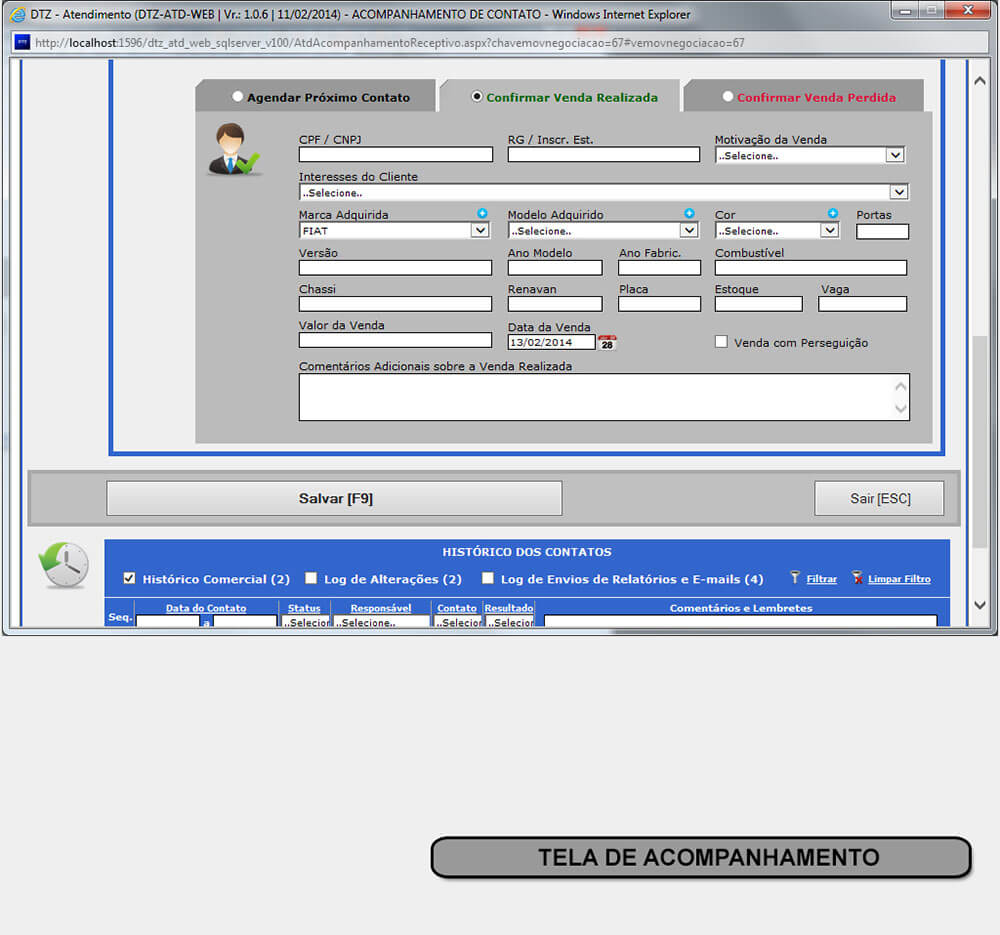 DTZ - Atendimento (DTZ-ATD-WEB | Vr.: 1.0.6 | 11/02/2014) - ACOMPANHAMENTO DE CONTATO - Windows Internet Explorer
http://localhost:1596/dtz_atd_web_sqlserver_v100/AtdAcompanhamentoReceptivo.aspx?chavemovnegociacao=67#vemovnegociacao=67
Agendar Próximo Contato Confirmar Venda Realizada Confirmar Venda Perdida
CPF / CNPJ RG / Inscr. Est. Motivação da Venda
..Selecione..
Interesses do Cliente
..Selecione..
Marca Adquirida Modelo Adquirido Cor Portas
FIAT ..Selecione.. ..Selecione..
Versão Ano Modelo Ano Fabric. Combustível
Chassi Renavan Placa Estoque Vaga
Valor da Venda Data da Venda
13/02/2014 28 Venda com Perseguição
Comentários Adicionais sobre a Venda Realizada
Salvar [F9] Sair [ESC]
HISTÓRICO DOS CONTATOS
Histórico Comercial (2) Log de Alterações (2) Log de Envios de Relatórios e E-mails (4) Filtrar Limpar Filtro
Seq. Data do Contato Status Responsável Contato Resultado Comentários e Lembretes
a ..Selecion ..Selecione.. ..Selecion ..Selecion
TELA DE ACOMPANHAMENTO